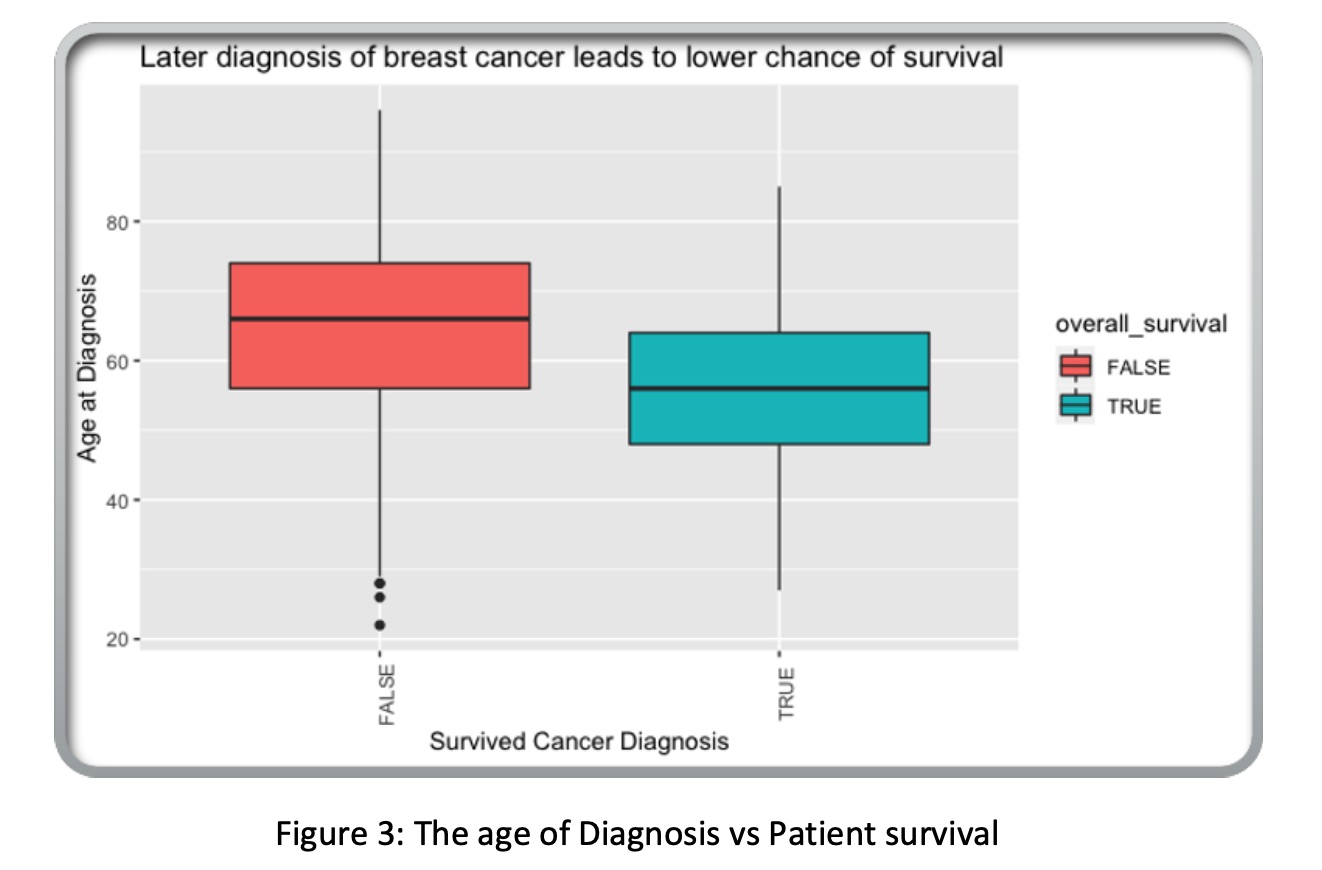 Later diagnosis of breast cancer leads to lower chance of survival
Age at Diagnosis
80
60
40
20
FALSE
TRUE
Survived Cancer Diagnosis
overall_survival
FALSE
TRUE
Figure 3: The age of Diagnosis vs Patient survival